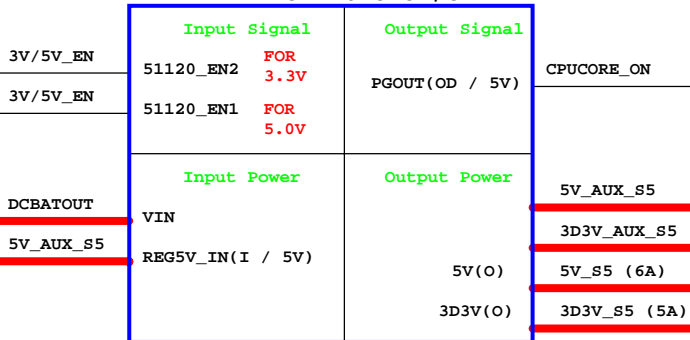 Input Signal
Output Signal
3V/5V_EN
51120_EN2
FOR
3.3V
3V/5V_EN
51120_EN1
FOR
5.0V
PGOUT(OD / 5V)
CPUCORE_ON
Input Power
Output Power
DCBATOUT
VIN
5V_AUX_S5
REG5V_IN(I / 5V)
5V_AUX_S5
3D3V_AUX_S5
5V(O)
5V_S5 (6A)
3D3V(O)
3D3V_S5 (5A)